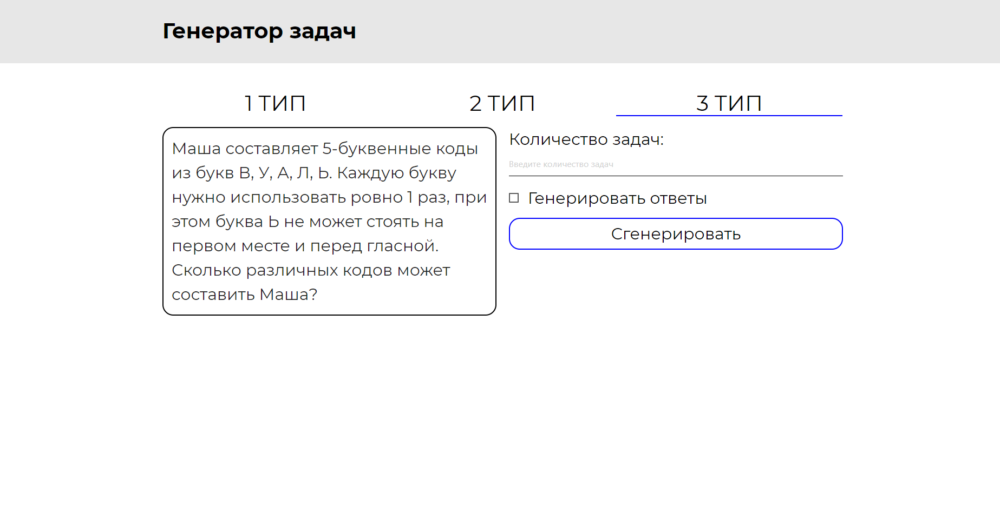 Генератор задач
1 ТИП
2 ТИП
3 ТИП
Маша составляет 5-буквенные коды
из букв В, У, А, Л, Ь. Каждую букву
нужно использовать ровно 1 раз, при
этом буква Ь не может стоять на
первом месте и перед гласной.
Сколько различных кодов может
составить Маша?
Количество задач:
Введите количество задач
Генерировать ответы
Сгенерировать